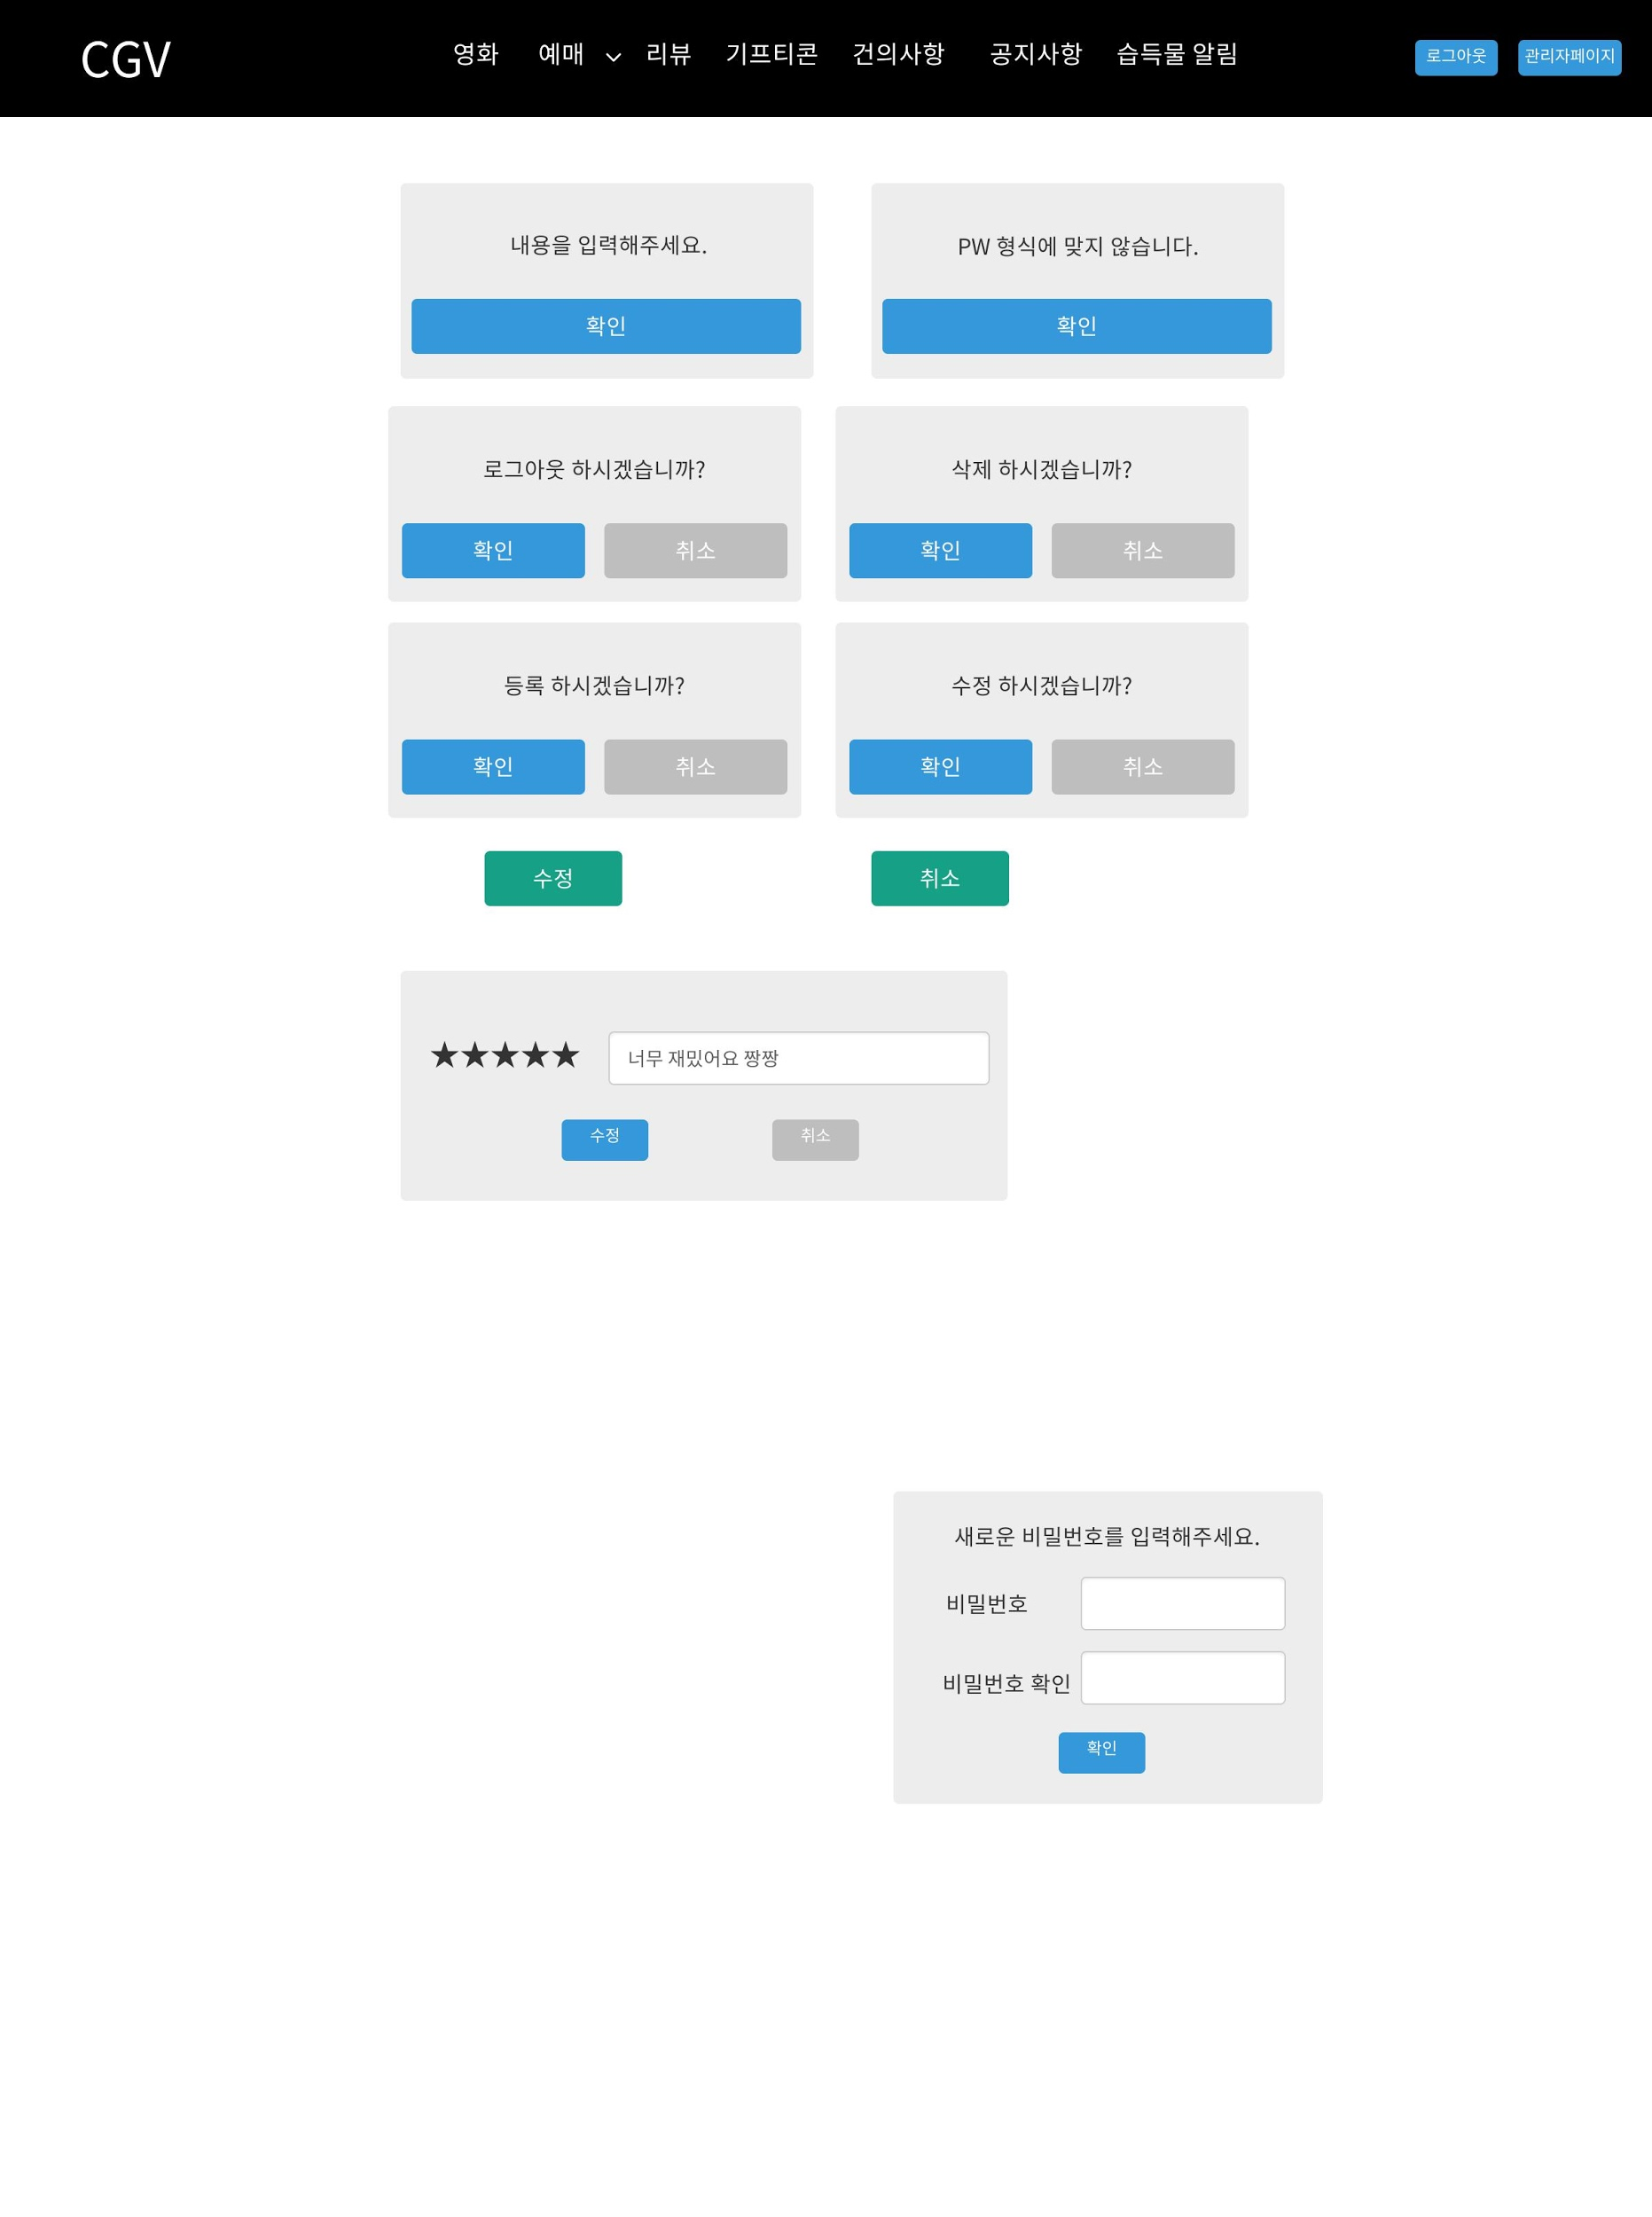 CGV
영화 예매 리뷰 기프티콘 건의사항 공지사항 습득물 알림
로그아웃 관리자페이지
내용을 입력해주세요.
확인
PW 형식에 맞지 않습니다.
확인
로그아웃 하시겠습니까?
확인 취소
삭제 하시겠습니까?
확인 취소
등록 하시겠습니까?
확인 취소
수정 하시겠습니까?
확인 취소
수정 취소
★★★★★ 너무 재밌어요 짱짱
수정 취소
새로운 비밀번호를 입력해주세요.
비밀번호
비밀번호 확인
확인